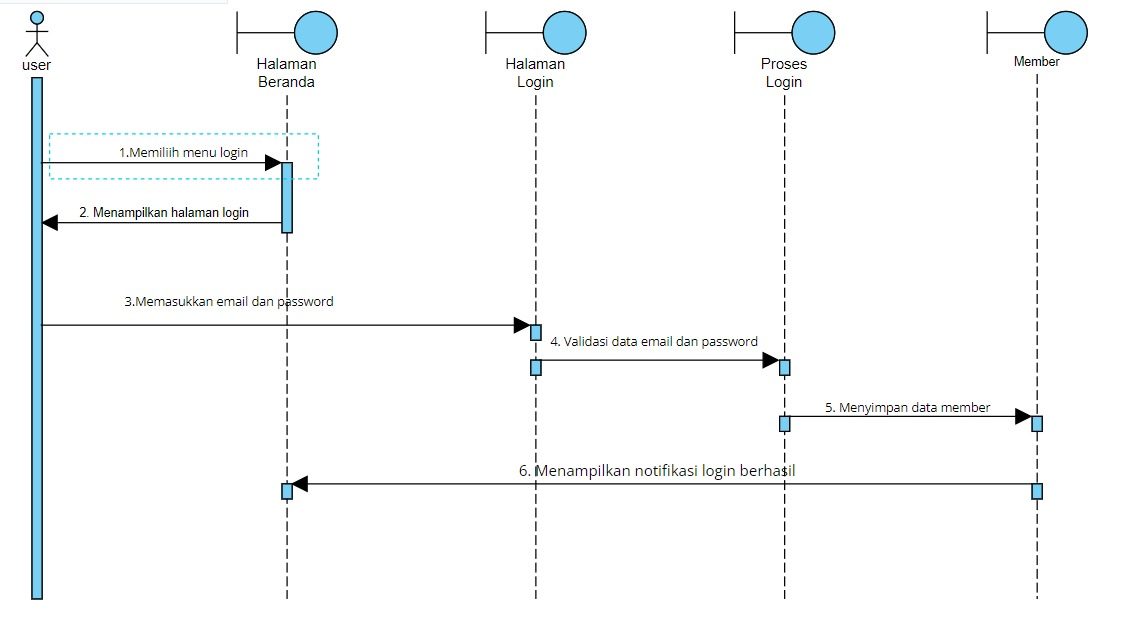 user
Halaman
Beranda
Halaman
Login
Proses
Login
Member
1.Memiliih menu login
2. Menampilkan halaman login
3.Memasukkan email dan password
4. Validasi data email dan password
5. Menyimpan data member
6. Menampilkan notifikasi login berhasil